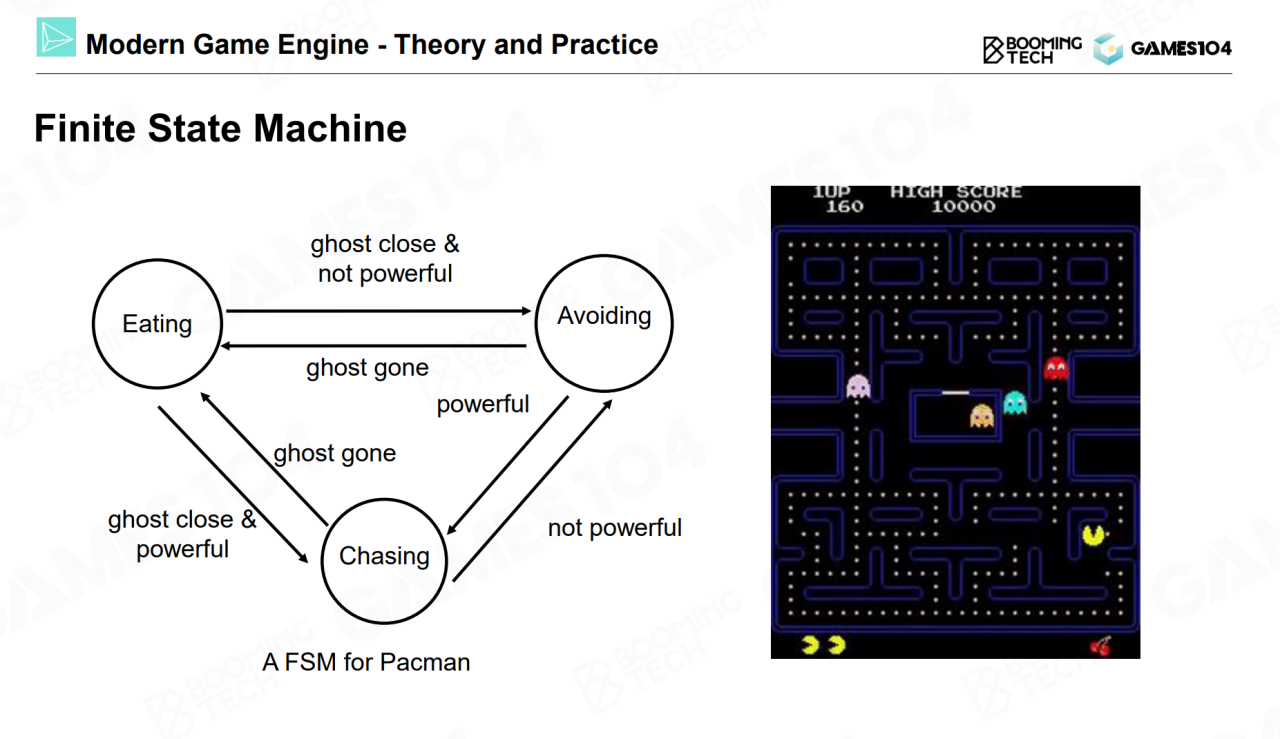 Modern Game Engine - Theory and Practice
BOOMING
TECH
GAMES104
Finite State Machine
ghost close &
not powerful
Eating
Avoiding
ghost gone
powerful
ghost gone
ghost close &
powerful
not powerful
Chasing
A FSM for Pacman
1UP HIGH SCORE
160 10000